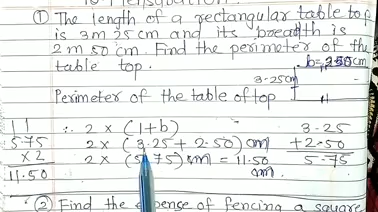 ① The length of a rectangular table top
is 3m 25 cm and its breadth is
2m 50 cm. Find the perimeter of the
table top.
3.25cm
Perimeter of the table of top
∴ 2 × (l+b)
2 × (3.25 + 2.50) cm
2 × (5.75) cm = 11.50
cm.
11
5.75
×2
11.50
3.25
+2.50
5.75
② Find the expense of fencing a square